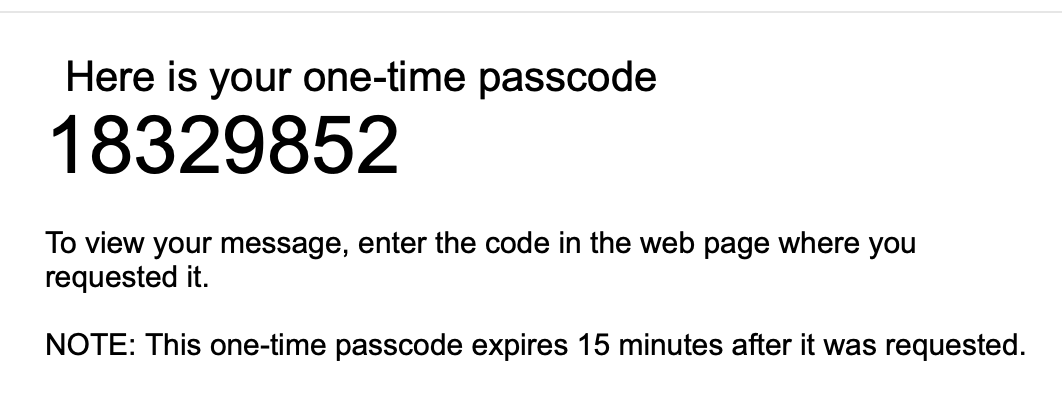 Here is your one-time passcode
18329852
To view your message, enter the code in the web page where you
requested it.
NOTE: This one-time passcode expires 15 minutes after it was requested.